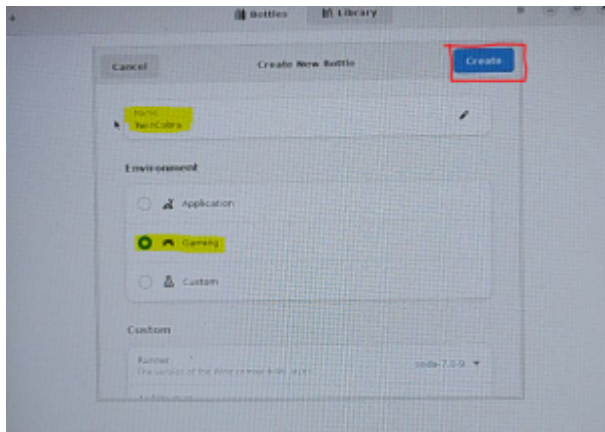 Bottles Library
Cancel Create New Bottle Create
Name
TwinCobra
Environment
Application
Gaming
Custom
Custom
Runner soda-7.0-9
The version of the Wine compatibility layer.
Architecture